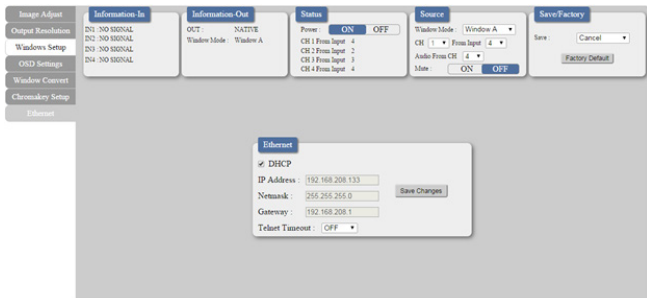 Image Adjust
Output Resolution
Windows Setup
OSD Settings
Window Convert
Chromakey Setup
Ethernet
Information-In
IN1 : NO SIGNAL
IN2 : NO SIGNAL
IN3 : NO SIGNAL
IN4 : NO SIGNAL
Information-Out
OUT : NATIVE
Window Mode : Window A
Status
Power : ON OFF
CH 1 From Input 4
CH 2 From Input 2
CH 3 From Input 3
CH 4 From Input 4
Source
Window Mode : Window A
CH 1 From Input 4
Audio From CH 4
Mute : ON OFF
Save/Factory
Save : Cancel
Factory Default
Ethernet
DHCP
IP Address : 192.168.208.133
Netmask : 255.255.255.0
Gateway : 192.168.208.1
Telnet Timeout : OFF
Save Changes